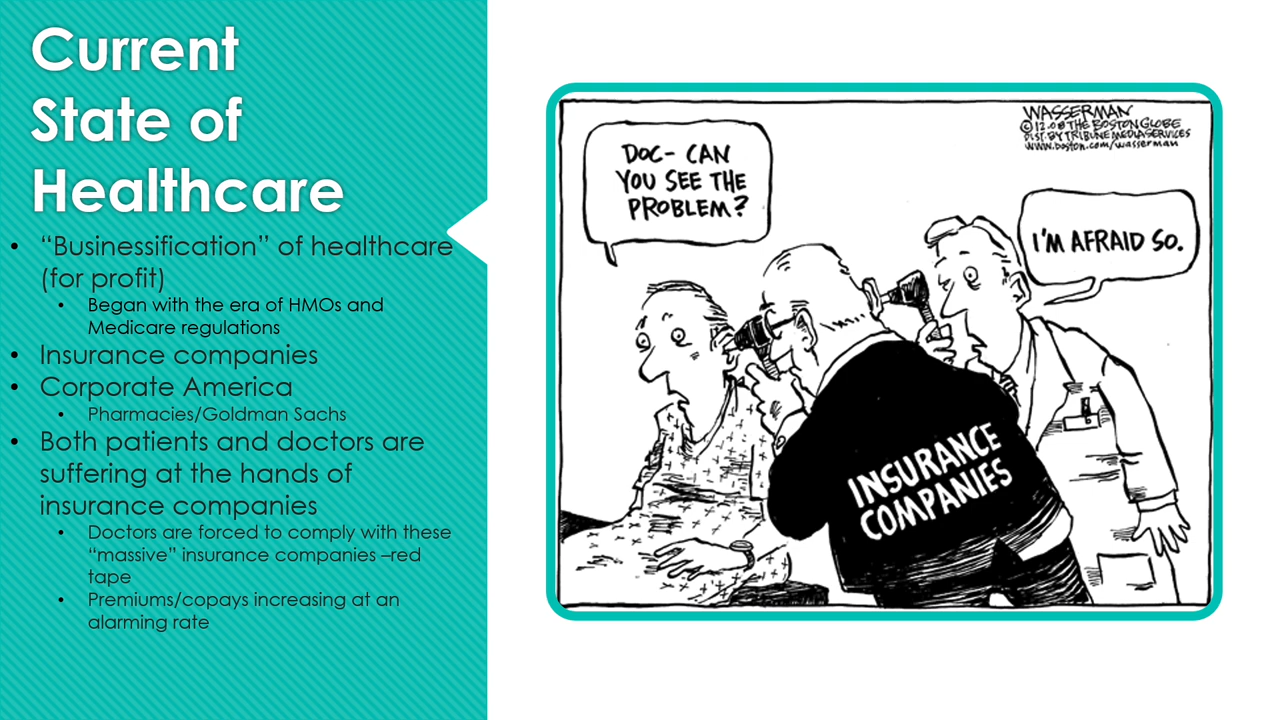 Current
State of
Healthcare
• “Businessification” of healthcare
(for profit)
• Began with the era of HMOs and
Medicare regulations
• Insurance companies
• Corporate America
• Pharmacies/Goldman Sachs
• Both patients and doctors are
suffering at the hands of
insurance companies
• Doctors are forced to comply with these
“massive” insurance companies –red
tape
• Premiums/copays increasing at an
alarming rate
DOC- CAN
YOU SEE THE
PROBLEM?
WASSERMAN
© 12.08 THE BOSTON GLOBE
DIST. BY TRIBUNE MEDIA SERVICES
www.boston.com/wasserman
I'M AFRAID SO.
INSURANCE
COMPANIES